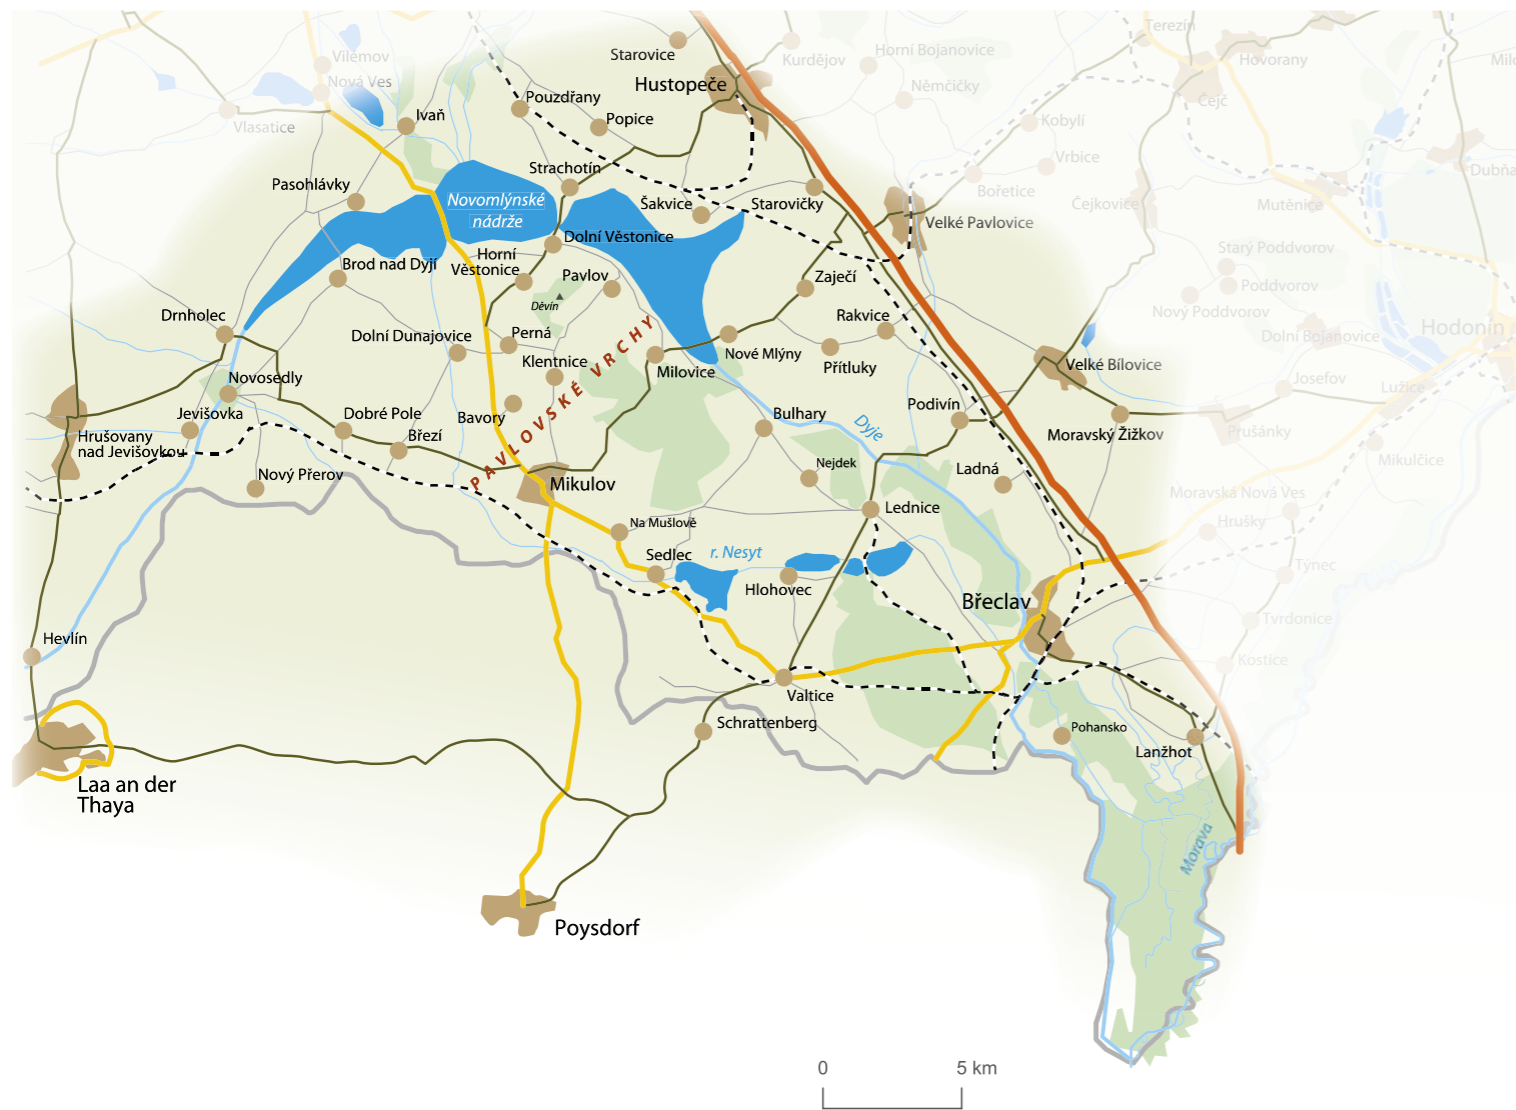 Terezín
Vilémov
Starovice
Kurdějov
Horní Bojanovice
Hovorany
Nová Ves
Hustopeče
Němčičky
Čejč
Pouzdřany
Ivaň
Popice
Vlasatice
Kobylí
Vrbice
Strachotín
Pasohlávky
Bořetice
Dubňa
Novomlýnské
nádrže
Šakvice
Starovičky
Čejkovice
Mutěnice
Velké Pavlovice
Dolní Věstonice
Starý Poddvorov
Horní
Věstonice
Brod nad Dyjí
Pavlov
Zaječí
Poddvorov
Děvín
Nový Poddvorov
Drnholec
Rakvice
Hodonín
Dolní Dunajovice
Perná
Dolní Bojanovice
Nové Mlýny
Klentnice
Přítluky
Velké Bílovice
Milovice
PAVLOVSKÉ VRCHY
Novosedly
Josefov
Lužice
Jevišovka
Dobré Pole
Bavory
Bulhary
Podivín
Dyje
Hrušovany
nad Jevišovkou
Březí
Moravský Žižkov
Prušánky
Mikulčice
Nový Přerov
Nejdek
Ladná
Mikulov
Moravská Nová Ves
Lednice
Na Mušlově
Hrušky
Sedlec
r. Nesyt
Týnec
Hlohovec
Břeclav
Tvrdonice
Hevlín
Kostice
Valtice
Schrattenberg
Pohansko
Lanžhot
Laa an der
Thaya
Morava
Poysdorf
0
5 km